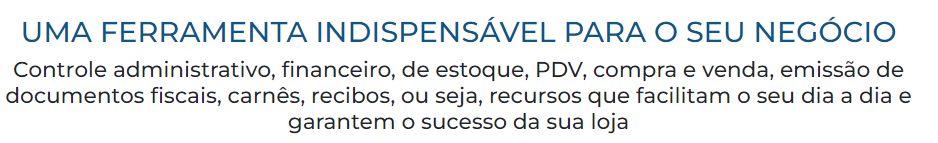 UMA FERRAMENTA INDISPENSÁVEL PARA O SEU NEGÓCIO
Controle administrativo, financeiro, de estoque, PDV, compra e venda, emissão de
documentos fiscais, carnês, recibos, ou seja, recursos que facilitam o seu dia a dia e
garantem o sucesso da sua loja